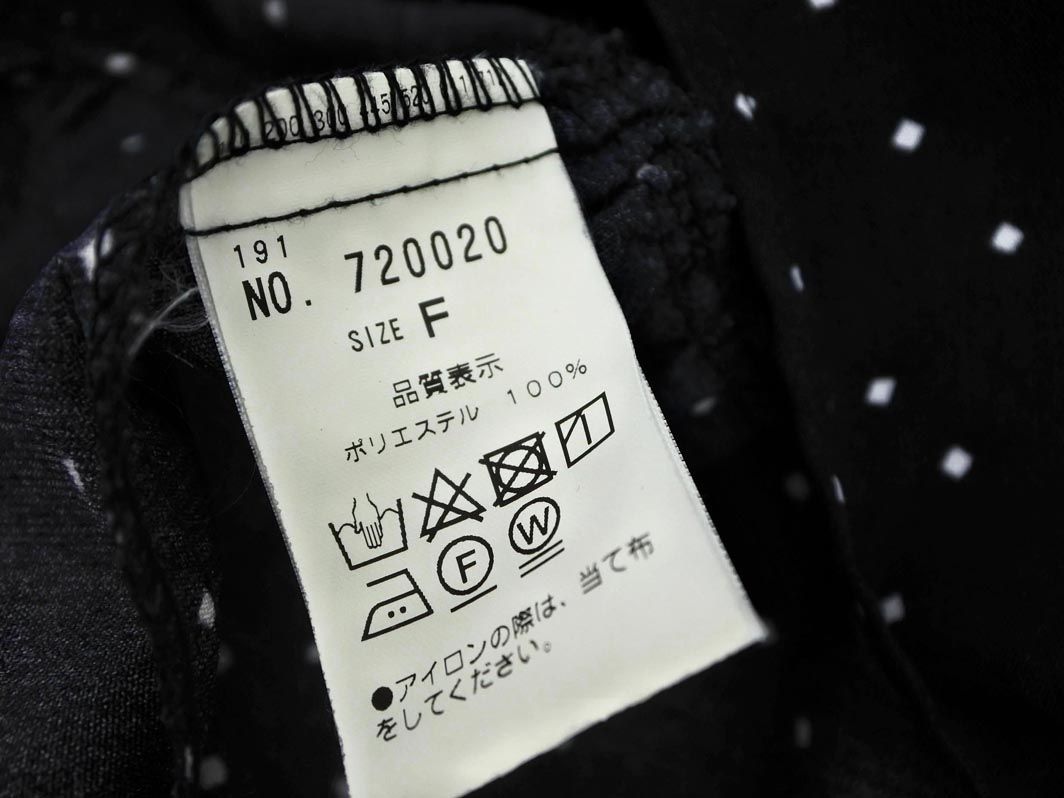 191
NO. 720020
SIZE F
品質表示
ポリエステル 100%
F W
●アイロンの際は、当て布
をしてください。